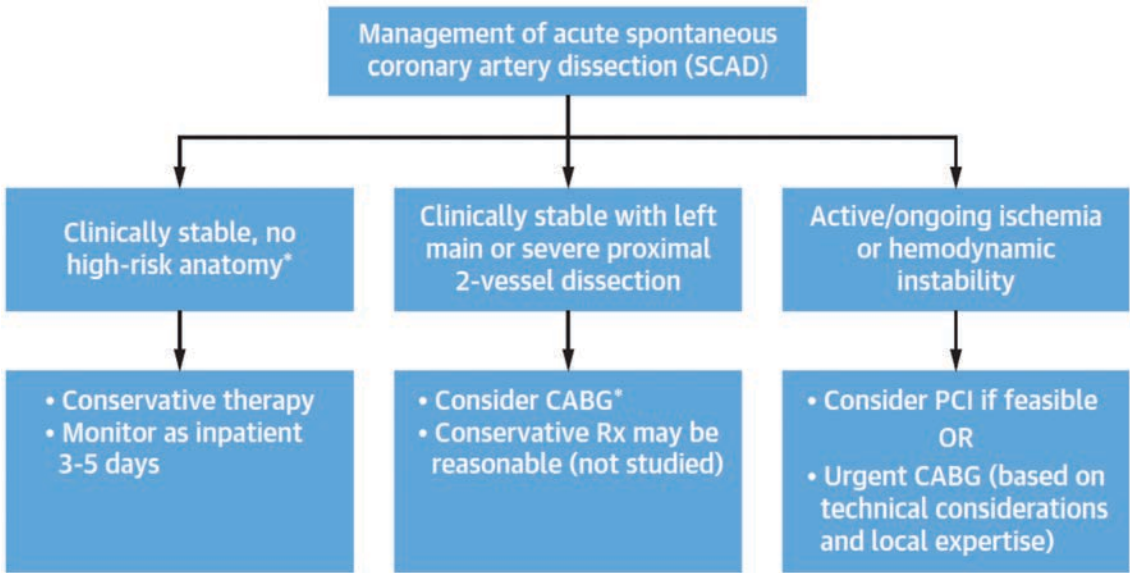 Management of acute spontaneous
coronary artery dissection (SCAD)
Clinically stable, no
high-risk anatomy*
Clinically stable with left
main or severe proximal
2-vessel dissection
Active/ongoing ischemia
or hemodynamic
instability
• Conservative therapy
• Monitor as inpatient
3-5 days
• Consider CABG*
• Conservative Rx may be
reasonable (not studied)
• Consider PCI if feasible
OR
• Urgent CABG (based on
technical considerations
and local expertise)